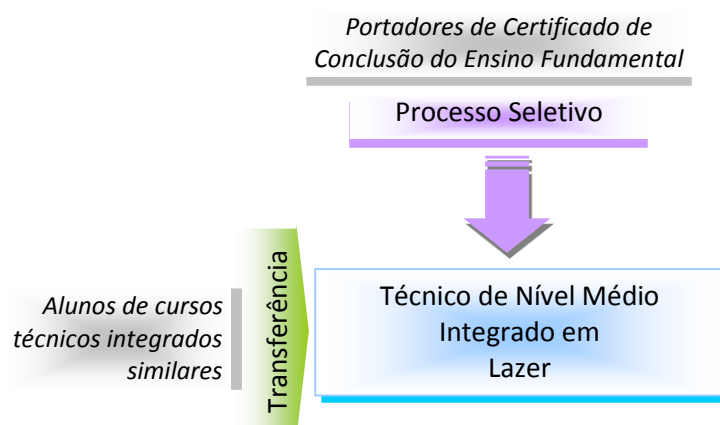 Portadores de Certificado de
Conclusão do Ensino Fundamental
Processo Seletivo
Transferência
Alunos de cursos
técnicos integrados
similares
Técnico de Nível Médio
Integrado em
Lazer